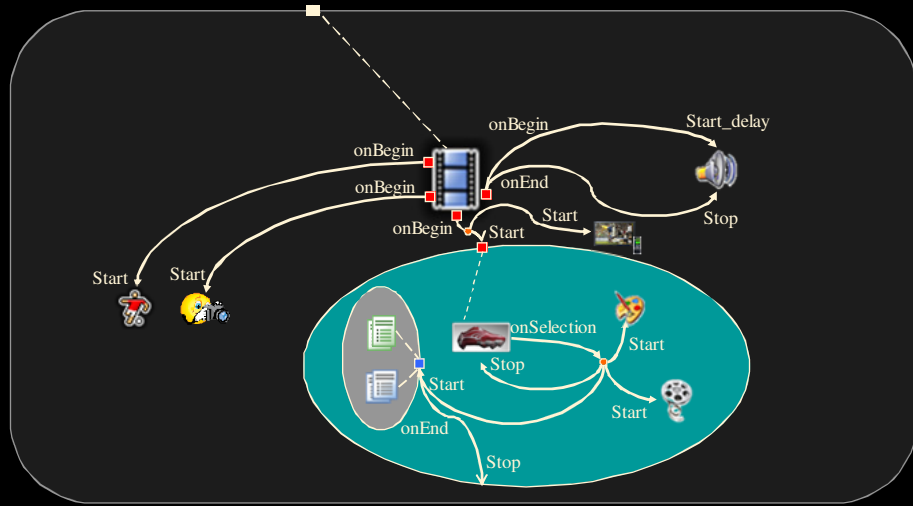 onBegin
Start_delay
onBegin
onEnd
onBegin
Start
Stop
onBegin
Start
Start
Start
onSelection
Start
Stop
Start
Start
onEnd
Stop